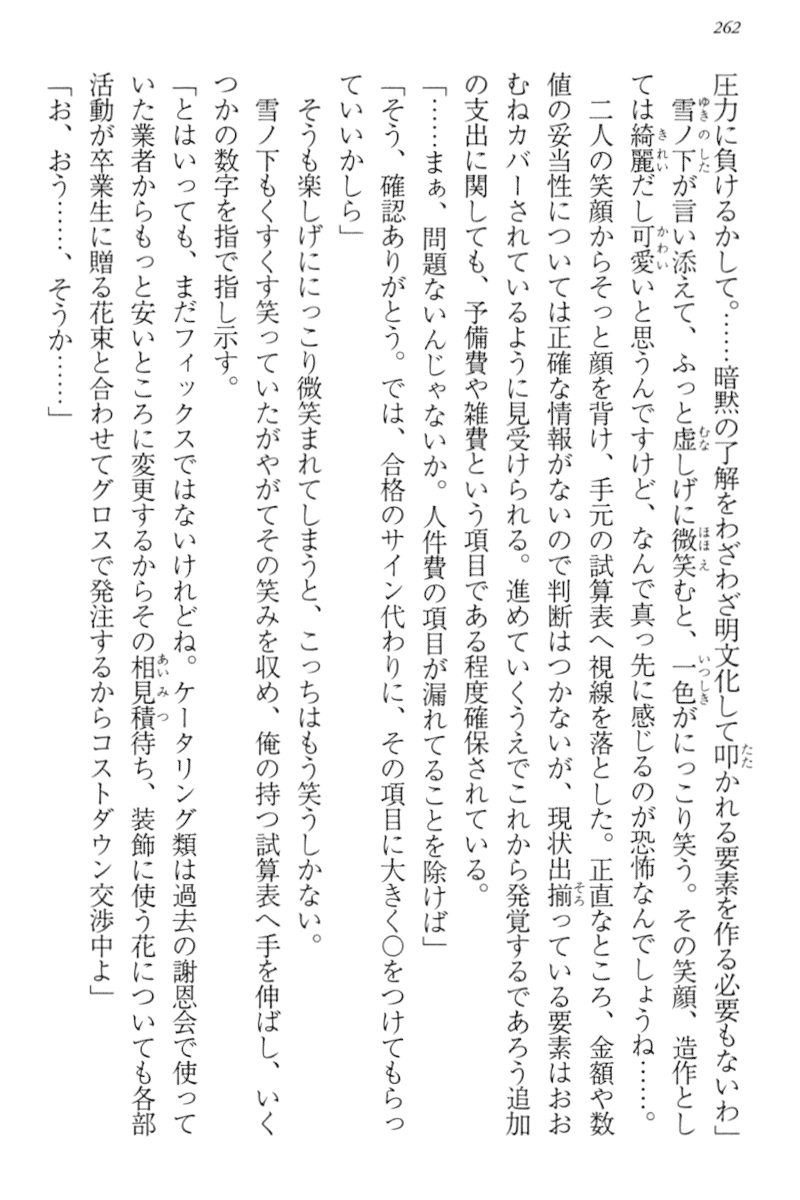 262
圧力に負けるかして。……暗黙の了解をわざわざ明文化して叩かれる要素を作る必要もないわ」
　雪ノ下が言い添えて、ふっと虚しげに微笑むと、一色がにっこり笑う。その笑顔、造作とし
ては綺麗だし可愛いと思うんですけど、なんで真っ先に感じるのが恐怖なんでしょうね……。
　二人の笑顔からそっと顔を背け、手元の試算表へ視線を落とした。正直なところ、金額や数
値の妥当性については正確な情報がないので判断はつかないが、現状出揃っている要素はおお
むねカバーされているように見受けられる。進めていくうえでこれから発覚するであろう追加
の支出に関しても、予備費や雑費という項目である程度確保されている。
「……まぁ、問題ないんじゃないか。人件費の項目が漏れてることを除けば」
「そう、確認ありがとう。では、合格のサイン代わりに、その項目に大きく〇をつけてもらっ
ていいかしら」
　そうも楽しげににっこり微笑まれてしまうと、こっちはもう笑うしかない。
　雪ノ下もくすくす笑っていたがやがてその笑みを収め、俺の持つ試算表へ手を伸ばし、いく
つかの数字を指で指し示す。
「とはいっても、まだフィックスではないけれどね。ケータリング類は過去の謝恩会で使って
いた業者からもっと安いところに変更するからその相見積待ち、装飾に使う花についても各部
活動が卒業生に贈る花束と合わせてグロスで発注するからコストダウン交渉中よ」
「お、おう……、そうか……」